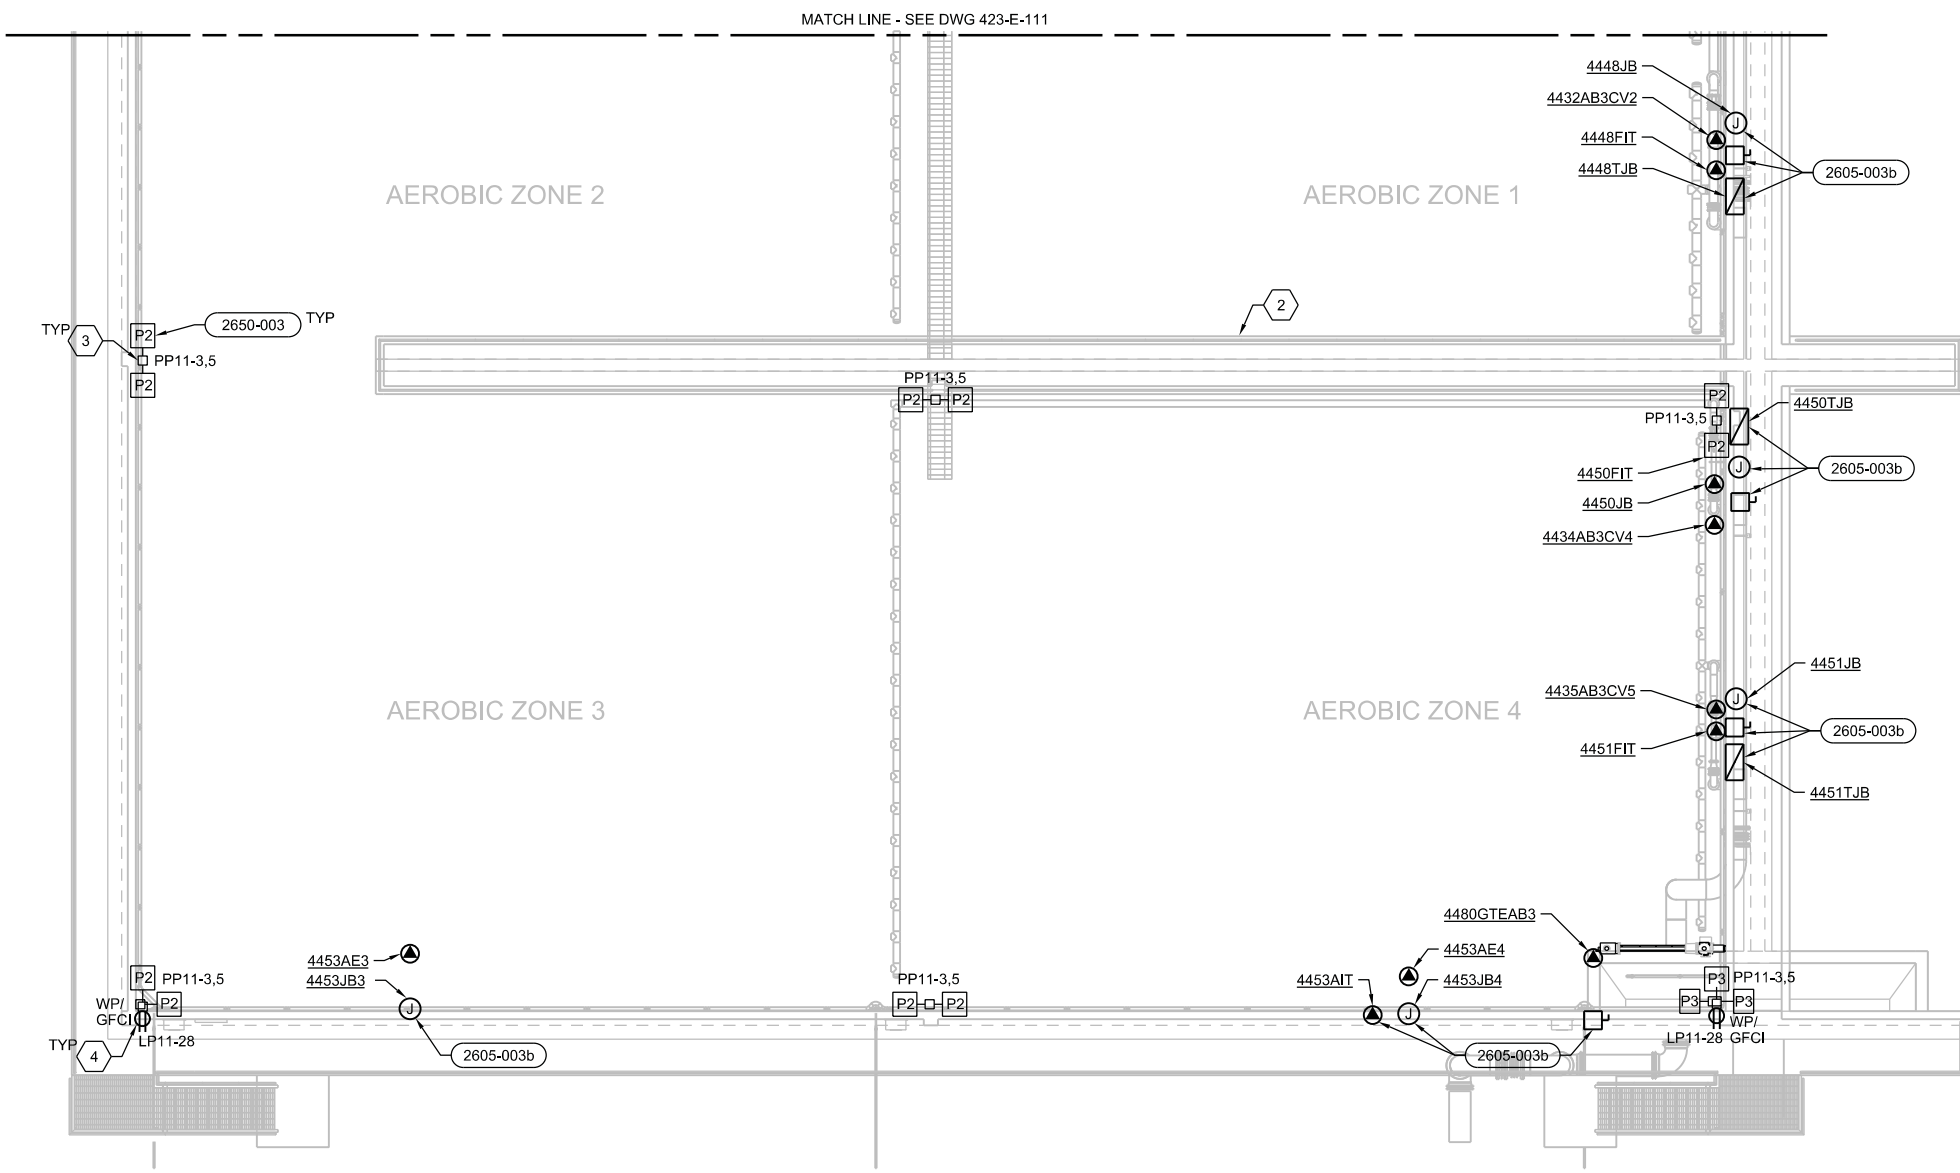 MATCH LINE - SEE DWG 423-E-111
4448JB
4432AB3CV2
4448FIT
4448TJB
J
2605-003b
AEROBIC ZONE 2
AEROBIC ZONE 1
2
TYP
3
P2
2650-003
TYP
PP11-3,5
P2
PP11-3,5
P2
P2
P2
PP11-3,5
P2
4450TJB
J
2605-003b
4450FIT
4450JB
4434AB3CV4
4451JB
4435AB3CV5
J
2605-003b
4451FIT
4451TJB
AEROBIC ZONE 3
AEROBIC ZONE 4
4480GTEAB3
4453AE3
4453JB3
J
2605-003b
P2
PP11-3,5
P2
WP/
GFCI
LP11-28
TYP
4
PP11-3,5
P2
P2
4453AE4
4453AIT
4453JB4
J
2605-003b
P3
PP11-3,5
P3
P3
WP/
GFCI
LP11-28